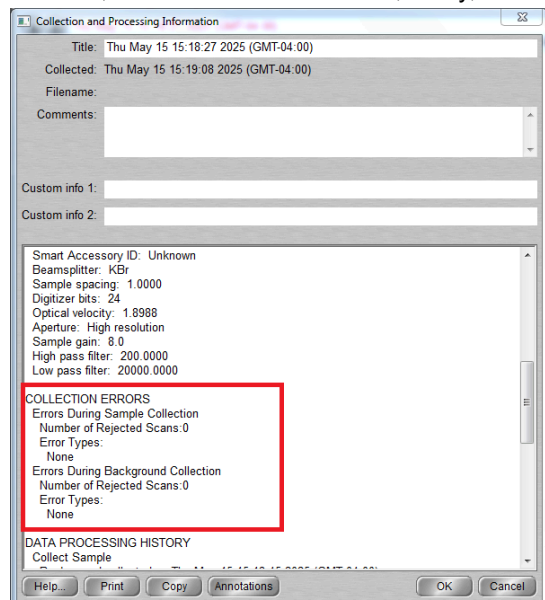 Collection and Processing Information
Title: Thu May 15 15:18:27 2025 (GMT-04:00)
Collected: Thu May 15 15:19:08 2025 (GMT-04:00)
Filename:
Comments:
Custom info 1:
Custom info 2:
Smart Accessory ID: Unknown
Beamsplitter: KBr
Sample spacing: 1.0000
Digitizer bits: 24
Optical velocity: 1.8988
Aperture: High resolution
Sample gain: 8.0
High pass filter: 200.0000
Low pass filter: 20000.0000
COLLECTION ERRORS
Errors During Sample Collection
Number of Rejected Scans:0
Error Types:
None
Errors During Background Collection
Number of Rejected Scans:0
Error Types:
None
DATA PROCESSING HISTORY
Collect Sample
Help... Print Copy Annotations OK Cancel